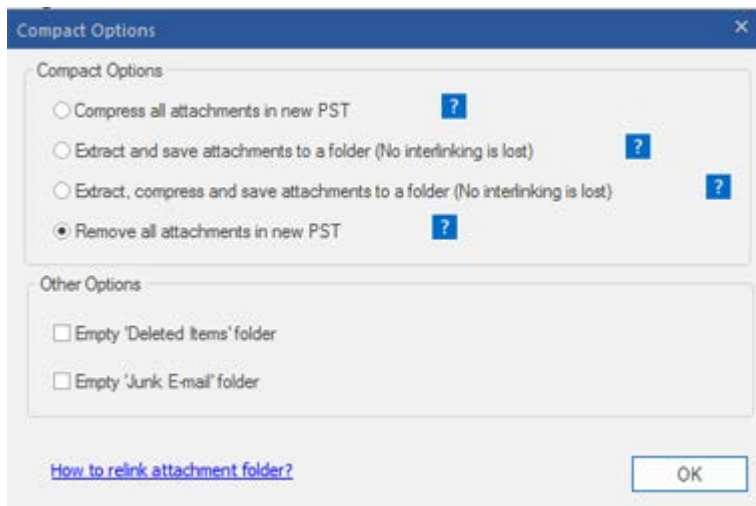 Compact Options
Compact Options
Compress all attachments in new PST ?
Extract and save attachments to a folder (No interlinking is lost) ?
Extract, compress and save attachments to a folder (No interlinking is lost) ?
Remove all attachments in new PST ?
Other Options
Empty 'Deleted Items' folder
Empty 'Junk E-mail' folder
How to relink attachment folder?
OK